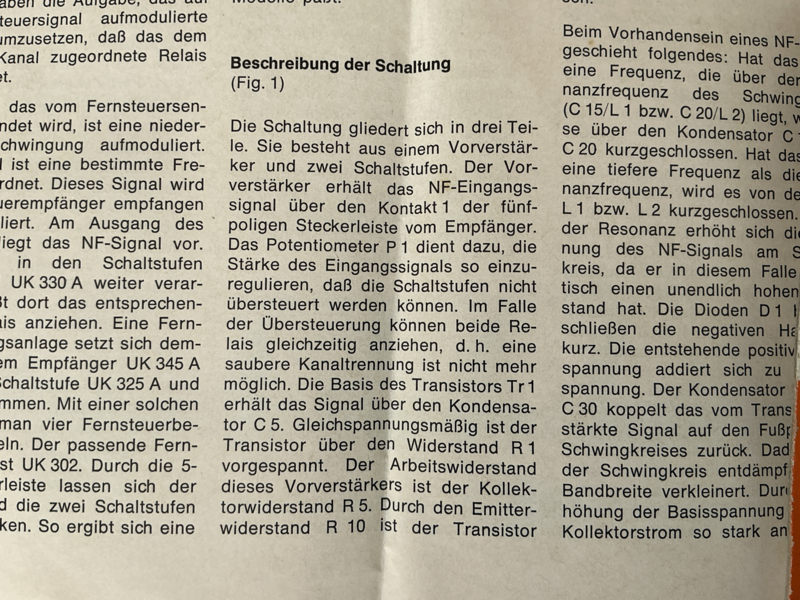 aben die Aufgabe, das auf
teuersignal aufmodulierte
umzusetzen, daß das dem
Kanal zugeordnete Relais
et.
das vom Fernsteuersen-
ndet wird, ist eine nieder-
chwingung aufmoduliert.
l ist eine bestimmte Fre-
rdnet. Dieses Signal wird
uerempfänger empfangen
liert. Am Ausgang des
liegt das NF-Signal vor.
in den Schaltstufen
UK 330 A weiter verar-
ßt dort das entsprechen-
ais anziehen. Eine Fern-
gsanlage setzt sich dem-
em Empfänger UK 345 A
Schaltstufe UK 325 A und
mmen. Mit einer solchen
man vier Fernsteuerbe-
eln. Der passende Fern-
st UK 302. Durch die 5-
rleiste lassen sich der
d die zwei Schaltstufen
ken. So ergibt sich eine
Modelle paßt.
Beschreibung der Schaltung
(Fig. 1)
Die Schaltung gliedert sich in drei Tei-
le. Sie besteht aus einem Vorverstär-
ker und zwei Schaltstufen. Der Vor-
verstärker erhält das NF-Eingangs-
signal über den Kontakt 1 der fünf-
poligen Steckerleiste vom Empfänger.
Das Potentiometer P 1 dient dazu, die
Stärke des Eingangssignals so einzu-
regulieren, daß die Schaltstufen nicht
übersteuert werden können. Im Falle
der Übersteuerung können beide Re-
lais gleichzeitig anziehen, d. h. eine
saubere Kanaltrennung ist nicht mehr
möglich. Die Basis des Transistors Tr 1
erhält das Signal über den Kondensa-
tor C 5. Gleichspannungsmäßig ist der
Transistor über den Widerstand R 1
vorgespannt. Der Arbeitswiderstand
dieses Vorverstärkers ist der Kollek-
torwiderstand R 5. Durch den Emitter-
widerstand R 10 ist der Transistor
Beim Vorhandensein eines NF-
geschieht folgendes: Hat das
eine Frequenz, die über der
nanzfrequenz des Schwing
(C 15/L 1 bzw. C 20/L 2) liegt, w
se über den Kondensator C
C 20 kurzgeschlossen. Hat das
eine tiefere Frequenz als die
nanzfrequenz, wird es von de
L 1 bzw. L 2 kurzgeschlossen.
der Resonanz erhöht sich die
nung des NF-Signals am S
kreis, da er in diesem Falle
tisch einen unendlich hohen
stand hat. Die Dioden D 1
schließen die negativen Ha
kurz. Die entstehende positiv
spannung addiert sich zu
spannung. Der Kondensator
C 30 koppelt das vom Trans
stärkte Signal auf den Fußp
Schwingkreises zurück. Dad
der Schwingkreis entdämpf
Bandbreite verkleinert. Dur
höhung der Basisspannung
Kollektorstrom so stark an